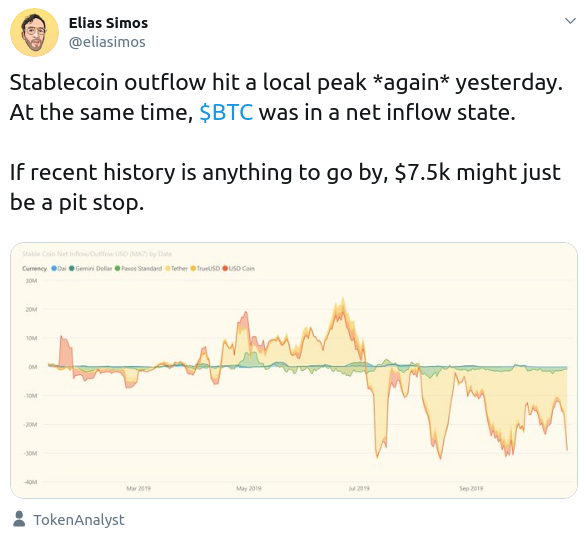 Elias Simos
@eliasimos
Stablecoin outflow hit a local peak *again* yesterday.
At the same time, $BTC was in a net inflow state.
If recent history is anything to go by, $7.5k might just
be a pit stop.
Stable Coin Net Inflow/Outflow USD (MA7) by Date
Currency Dai Gemini Dollar Paxos Standard Tether TrueUSD USD Coin
30M
20M
10M
0M
-10M
-20M
-30M
-40M
Mar 2019 May 2019 Jul 2019 Sep 2019
TokenAnalyst